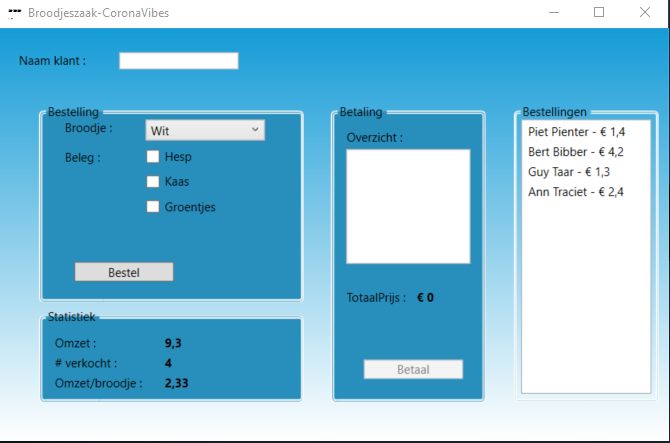 Broodjeszaak-CoronaVibes
Naam klant :
Bestelling
Broodje :
Wit
Beleg :
Hesp
Kaas
Groentjes
Bestel
Statistiek
Omzet : 9,3
# verkocht : 4
Omzet/broodje : 2,33
Betaling
Overzicht :
TotaalPrijs : € 0
Betaal
Bestellingen
Piet Pienter - € 1,4
Bert Bibber - € 4,2
Guy Taar - € 1,3
Ann Traciet - € 2,4